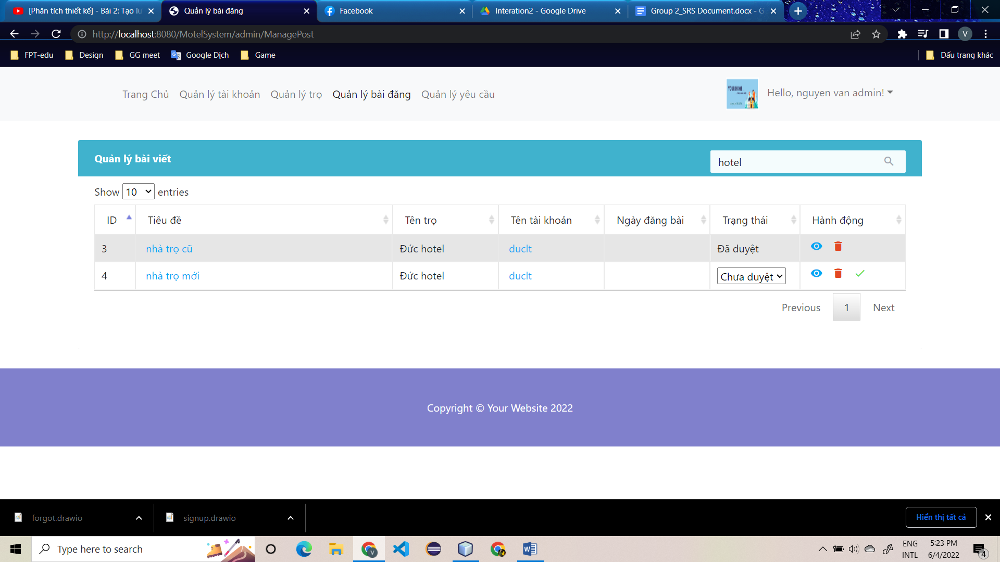 [Phân tích thiết kế] - Bài 2: Tạo lư
Quản lý bài đăng
Facebook
Interation2 - Google Drive
Group 2_SRS Document.docx - G
http://localhost:8080/MotelSystem/admin/ManagePost
V
FPT-edu
Design
GG meet
Google Dịch
Game
Dấu trang khác
Trang Chủ
Quản lý tài khoản
Quản lý trọ
Quản lý bài đăng
Quản lý yêu cầu
YOUR HOME
Hello, nguyen van admin!
Quản lý bài viết
hotel
Show 10 entries
ID Tiêu đề Tên trọ Tên tài khoản Ngày đăng bài Trạng thái Hành động
3 nhà trọ cũ Đức hotel duclt Đã duyệt
4 nhà trọ mới Đức hotel duclt Chưa duyệt
Previous 1 Next
Copyright © Your Website 2022
forgot.drawio
signup.drawio
Hiển thị tất cả
Type here to search
ENG
INTL
5:23 PM
6/4/2022
4